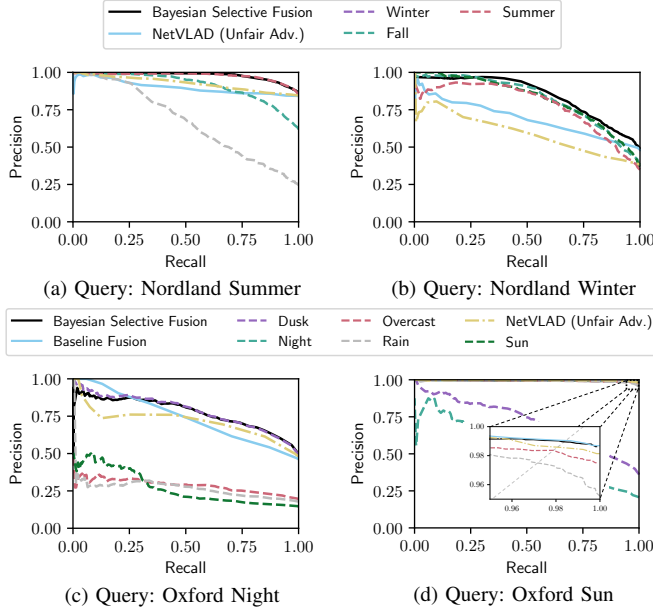 Bayesian Selective Fusion Winter Summer
NetVLAD (Unfair Adv.) Fall
1.00 1.00
0.75 0.75
0.50 0.50
0.25 0.25
0.00 0.00
Precision Precision
0.00 0.25 0.50 0.75 1.00 0.00 0.25 0.50 0.75 1.00
Recall Recall
(a) Query: Nordland Summer (b) Query: Nordland Winter
Bayesian Selective Fusion Dusk Overcast NetVLAD (Unfair Adv.)
Baseline Fusion Night Rain Sun
1.00 1.00
0.75 0.75
0.50 0.50
0.25 0.25
0.00 0.00
Precision Precision
1.00
0.98
0.96
0.96 0.98 1.00
0.00 0.25 0.50 0.75 1.00 0.00 0.25 0.50 0.75 1.00
Recall Recall
(c) Query: Oxford Night (d) Query: Oxford Sun